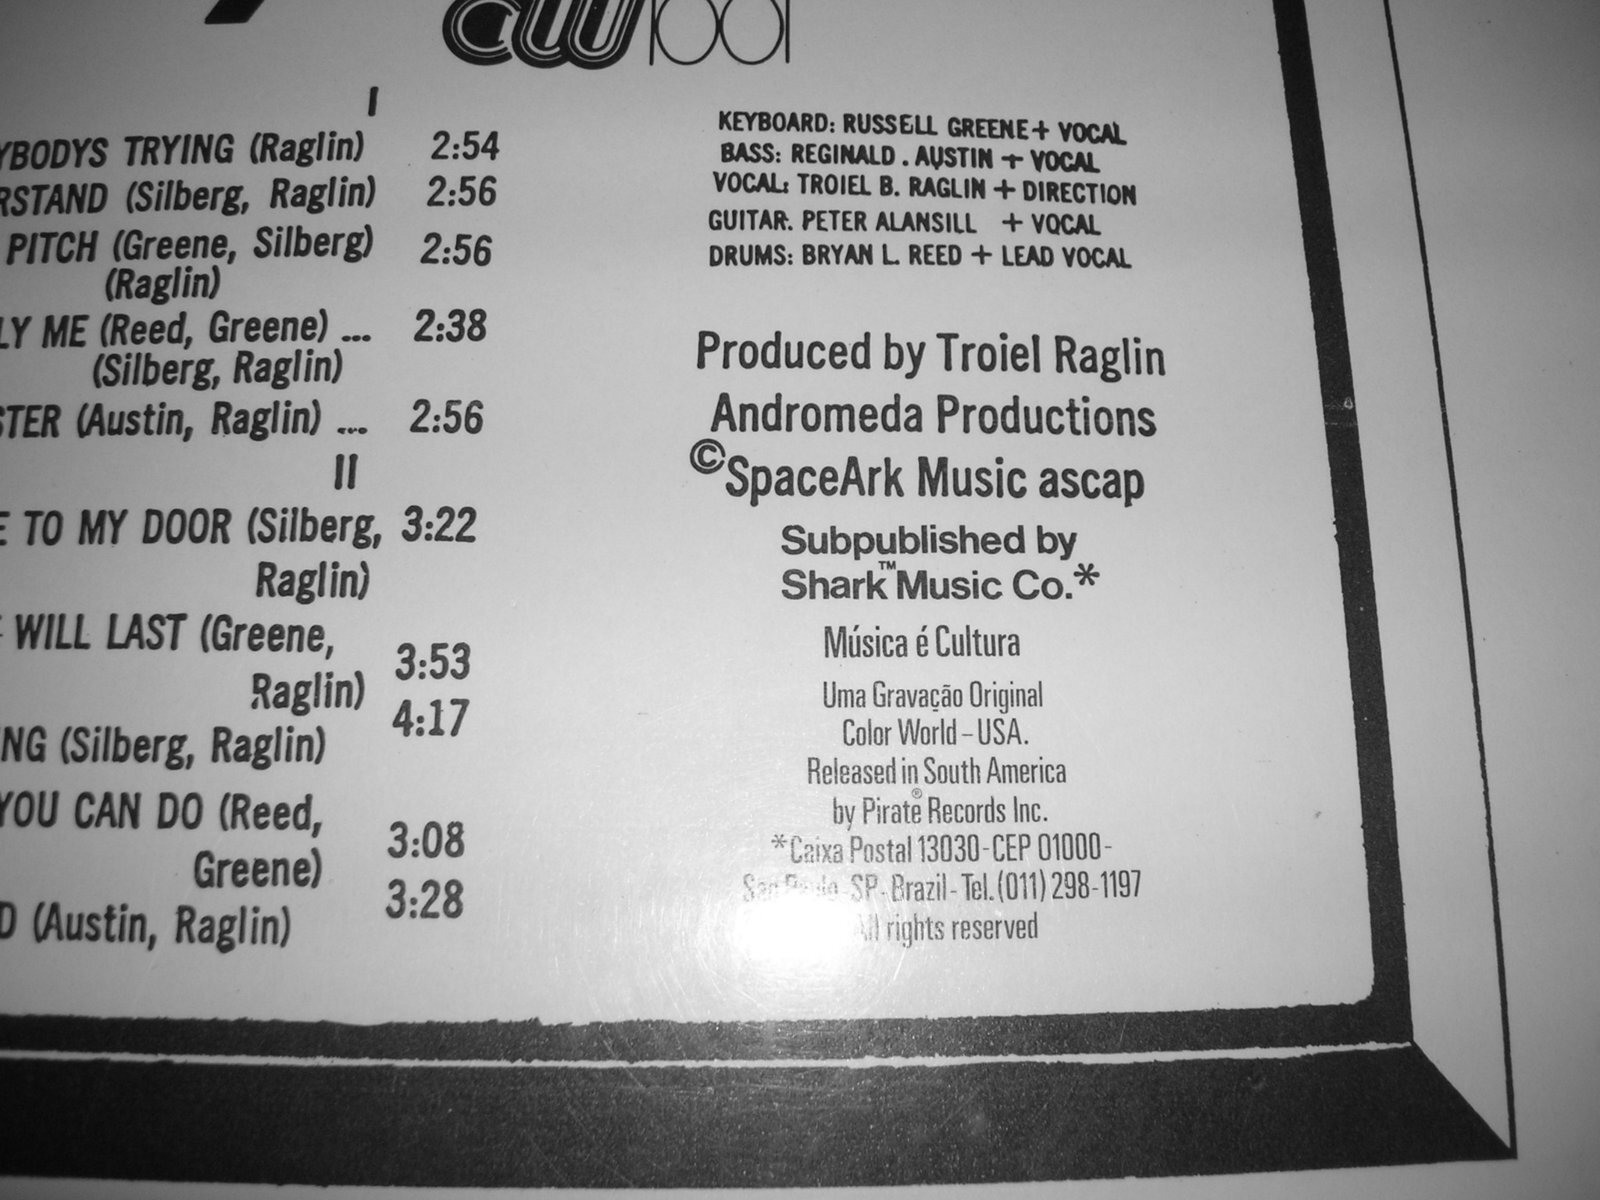 CW 1001
I
YBODYS TRYING (Raglin) 2:54
RSTAND (Silberg, Raglin) 2:56
PITCH (Greene, Silberg) 2:56
(Raglin)
LY ME (Reed, Greene) ... 2:38
(Silberg, Raglin)
STER (Austin, Raglin) ... 2:56
II
E TO MY DOOR (Silberg, 3:22
Raglin)
WILL LAST (Greene,
Raglin) 3:53
NG (Silberg, Raglin) 4:17
YOU CAN DO (Reed,
Greene) 3:08
D (Austin, Raglin) 3:28
KEYBOARD: RUSSELL GREENE + VOCAL
BASS: REGINALD . AUSTIN + VOCAL
VOCAL: TROIEL B. RAGLIN + DIRECTION
GUITAR. PETER ALANSILL + VOCAL
DRUMS: BRYAN L. REED + LEAD VOCAL
Produced by Troiel Raglin
Andromeda Productions
©SpaceArk Music ascap
Subpublished by
Shark™ Music Co.*
Música é Cultura
Uma Gravação Original
Color World – USA.
Released in South America
by Pirate® Records Inc.
*Caixa Postal 13030-CEP 01000-
San Paulo-SP- Brazil - Tel. (011) 298-1197
All rights reserved